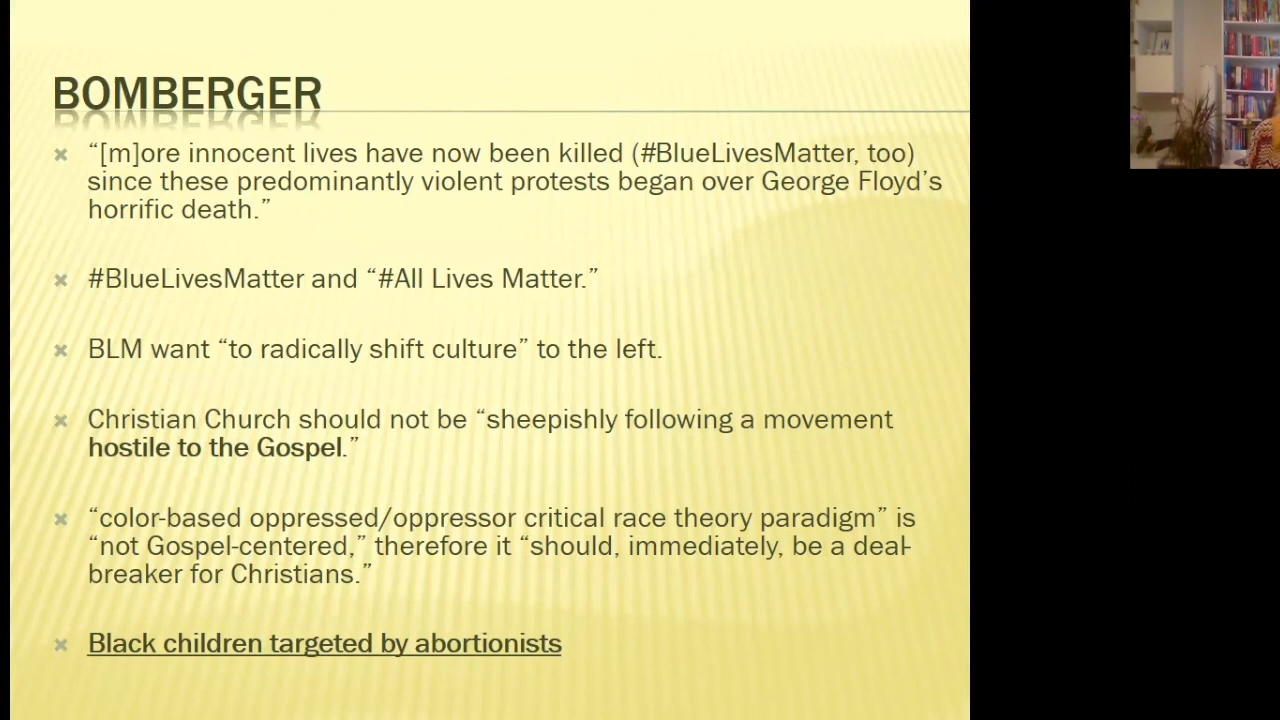 BOMBERGER
“[m]ore innocent lives have now been killed (#BlueLivesMatter, too)
since these predominantly violent protests began over George Floyd’s
horrific death.”
#BlueLivesMatter and “#All Lives Matter.”
BLM want “to radically shift culture” to the left.
Christian Church should not be “sheepishly following a movement
hostile to the Gospel.”
“color-based oppressed/oppressor critical race theory paradigm” is
“not Gospel-centered,” therefore it “should, immediately, be a deal-
breaker for Christians.”
Black children targeted by abortionists